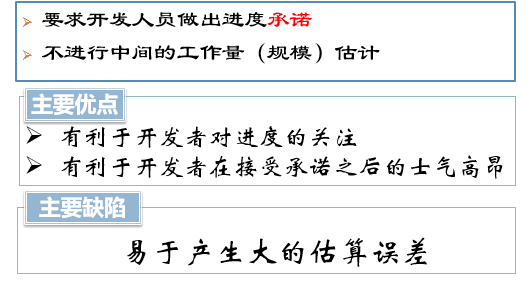 ➢ 要求开发人员做出进度承诺
➢ 不进行中间的工作量（规模）估计
主要优点
➢ 有利于开发者对进度的关注
➢ 有利于开发者在接受承诺之后的士气高昂
主要缺陷
易于产生大的估算误差